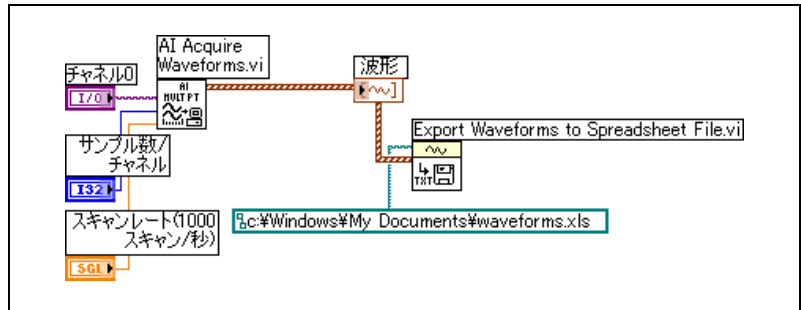 AI Acquire
Waveforms.vi
チャネル0
I/O
AI
MULT PT
波形
サンプル数/
チャネル
I32
Export Waveforms to Spreadsheet File.vi
TXT
スキャンレート(1000
スキャン/秒)
SGL
c:¥Windows¥My Documents¥waveforms.xls